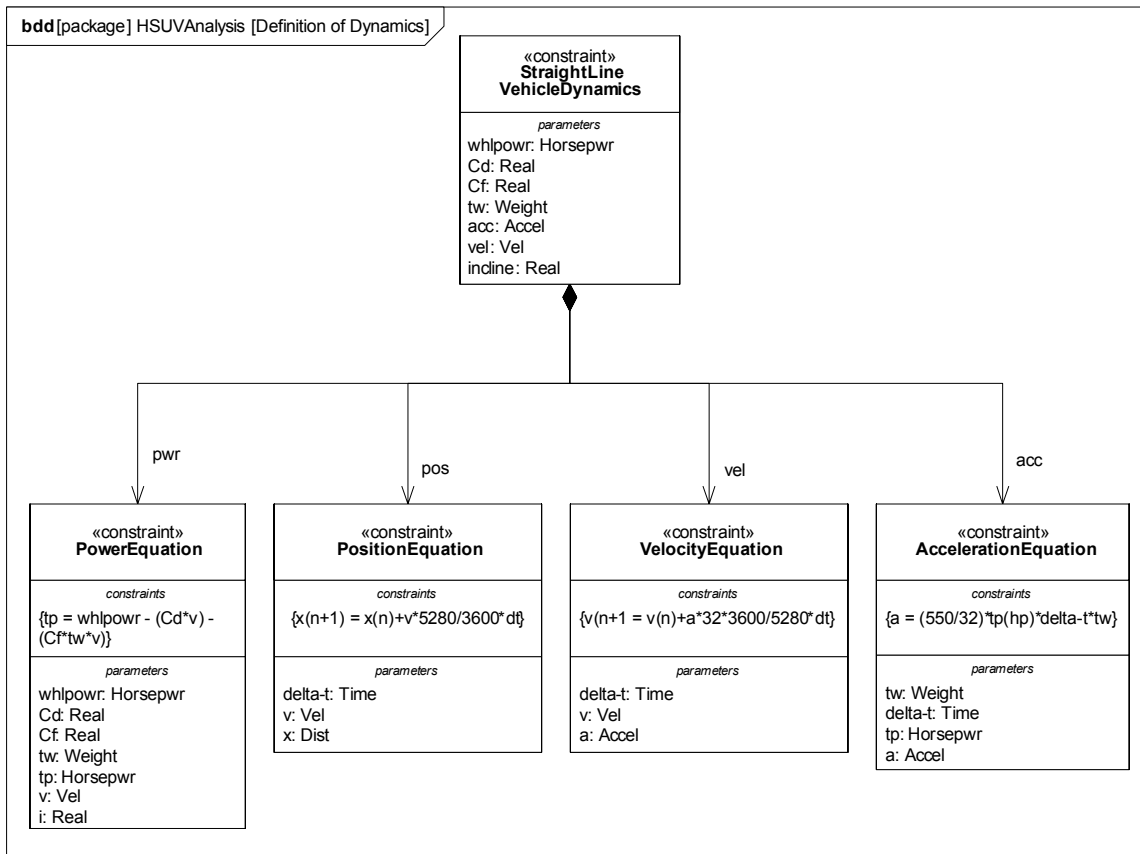 bdd[package] HSUVAnalysis [Definition of Dynamics]
«constraint»
StraightLine
VehicleDynamics
parameters
whlpowr: Horsepwr
Cd: Real
Cf: Real
tw: Weight
acc: Accel
vel: Vel
incline: Real
pwr
pos
vel
acc
«constraint»
PowerEquation
constraints
{tp = whlpowr - (Cd*v) -
(Cf*tw*v)}
parameters
whlpowr: Horsepwr
Cd: Real
Cf: Real
tw: Weight
tp: Horsepwr
v: Vel
i: Real
«constraint»
PositionEquation
constraints
{x(n+1) = x(n)+v*5280/3600*dt}
parameters
delta-t: Time
v: Vel
x: Dist
«constraint»
VelocityEquation
constraints
{v(n+1 = v(n)+a*32*3600/5280*dt}
parameters
delta-t: Time
v: Vel
a: Accel
«constraint»
AccelerationEquation
constraints
{a = (550/32)*tp(hp)*delta-t*tw}
parameters
tw: Weight
delta-t: Time
tp: Horsepwr
a: Accel